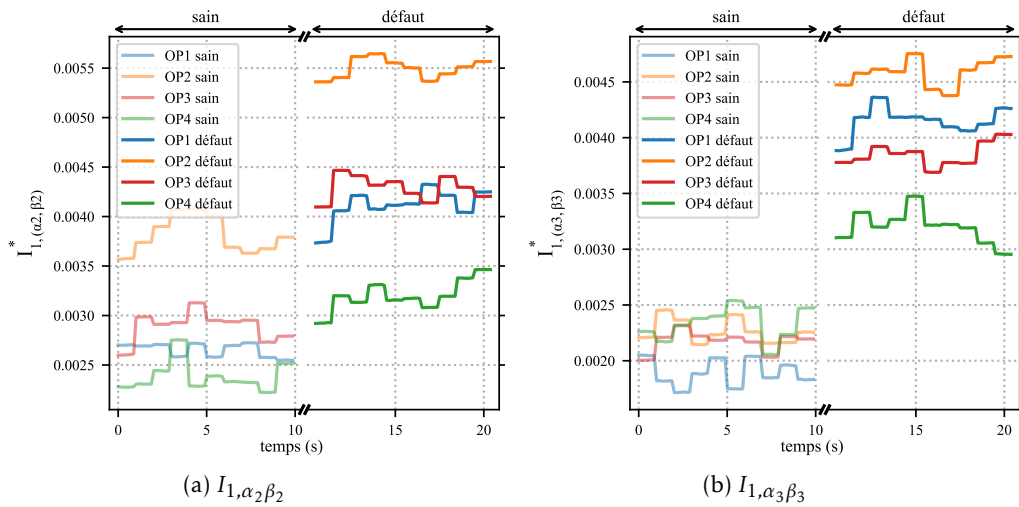 sain
défaut
0.0055
0.0050
0.0045
0.0040
0.0035
0.0030
0.0025
I*1,(α2,β2)
OP1 sain
OP2 sain
OP3 sain
OP4 sain
OP1 défaut
OP2 défaut
OP3 défaut
OP4 défaut
0 5 10 15 20
temps (s)
(a) I1,α2β2
sain
défaut
0.0045
0.0040
0.0035
0.0030
0.0025
0.0020
I*1,(α3,β3)
OP1 sain
OP2 sain
OP3 sain
OP4 sain
OP1 défaut
OP2 défaut
OP3 défaut
OP4 défaut
0 5 10 15 20
temps (s)
(b) I1,α3β3